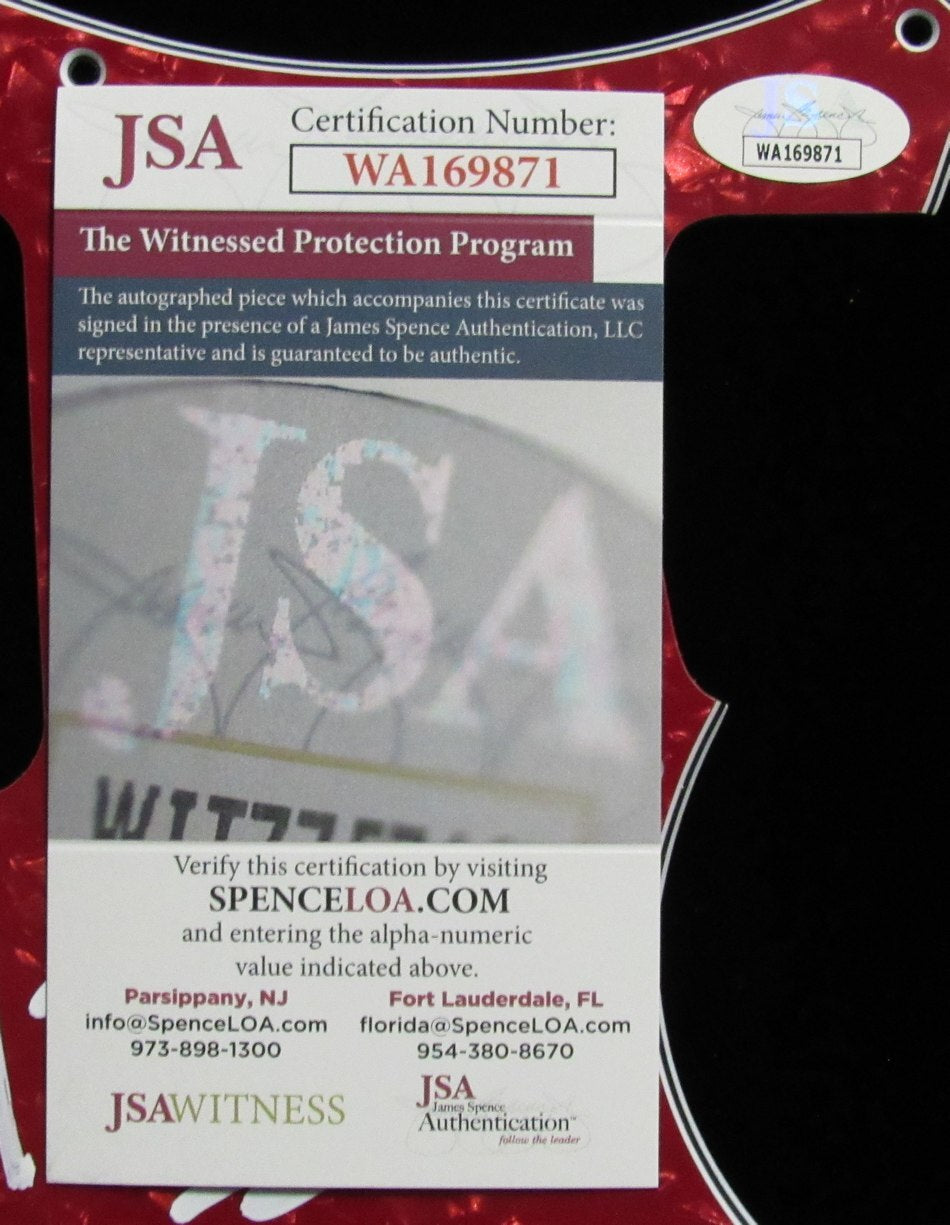 JSA
Certification Number:
WA169871
WA169871
The Witnessed Protection Program
The autographed piece which accompanies this certificate was
signed in the presence of a James Spence Authentication, LLC
representative and is guaranteed to be authentic.
JSA
Verify this certification by visiting
SPENCELOA.COM
and entering the alpha-numeric
value indicated above.
Parsippany, NJ
info@SpenceLOA.com
973-898-1300
Fort Lauderdale, FL
florida@SpenceLOA.com
954-380-8670
JSAWITNESS
JSA
James Spence
Authentication™
follow the leader